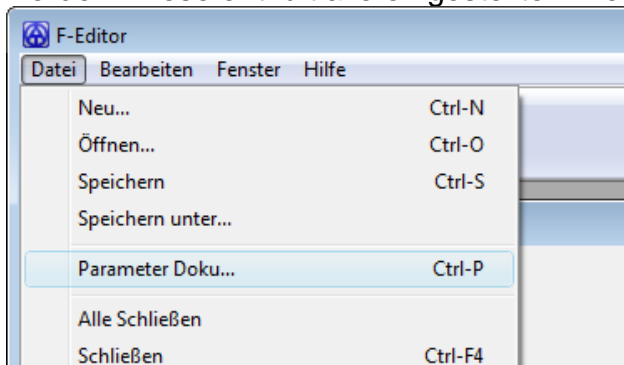 F-Editor
Datei Bearbeiten Fenster Hilfe
Neu... Ctrl-N
Öffnen... Ctrl-O
Speichern Ctrl-S
Speichern unter...
Parameter Doku... Ctrl-P
Alle Schließen
Schließen Ctrl-F4